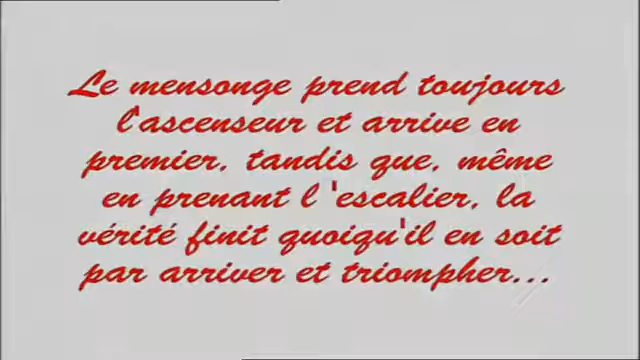 Le mensonge prend toujours
l'ascenseur et arrive en
premier, tandis que, même
en prenant l 'escalier, la
vérité finit quoiqu'il en soit
par arriver et triompher...